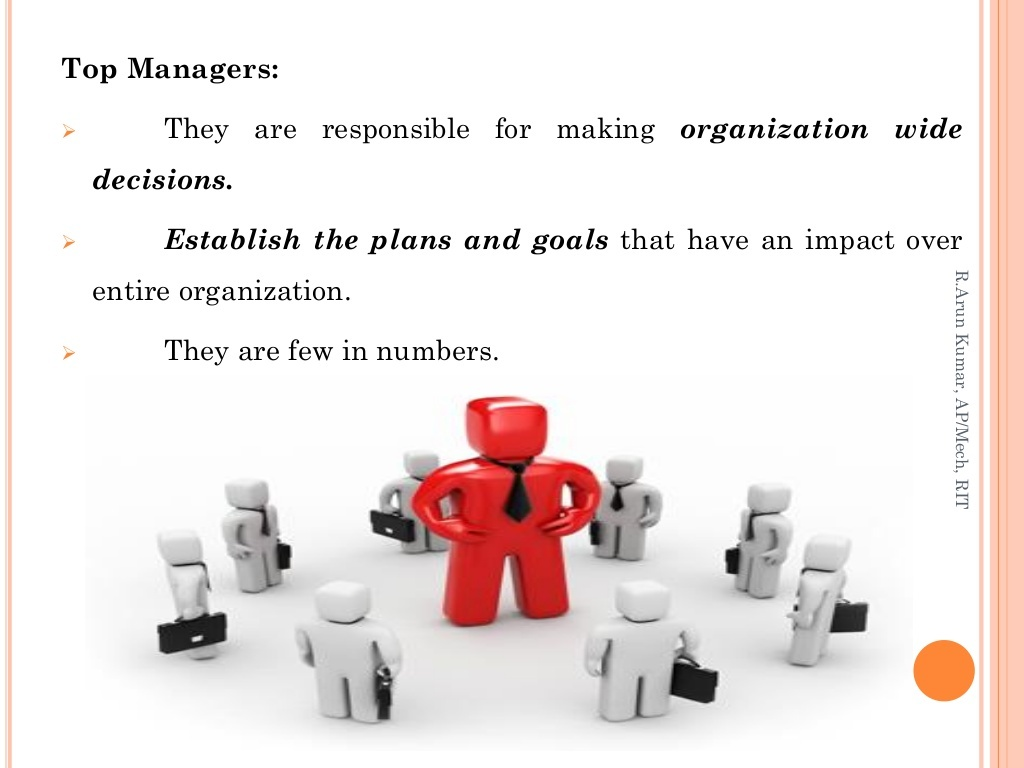 Top Managers:
They are responsible for making organization wide
decisions.
Establish the plans and goals that have an impact over
entire organization.
They are few in numbers.
R.Arun Kumar, AP/Mech, RIT